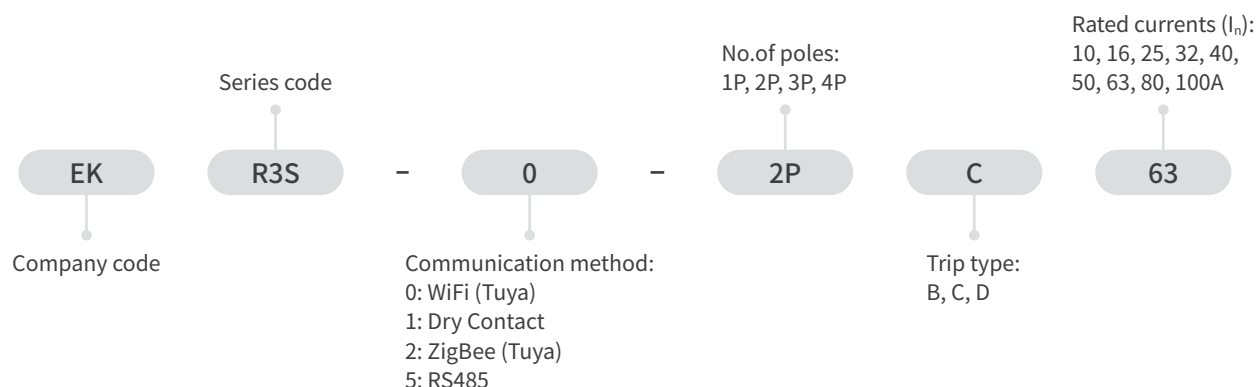 Rated currents (Iₙ):
No.of poles:
10, 16, 25, 32, 40,
Series code
1P, 2P, 3P, 4P
50, 63, 80, 100A
EK R3S - 0 - 2P C 63
Company code
Communication method:
0: WiFi (Tuya)
1: Dry Contact
2: ZigBee (Tuya)
5: RS485
Trip type:
B, C, D